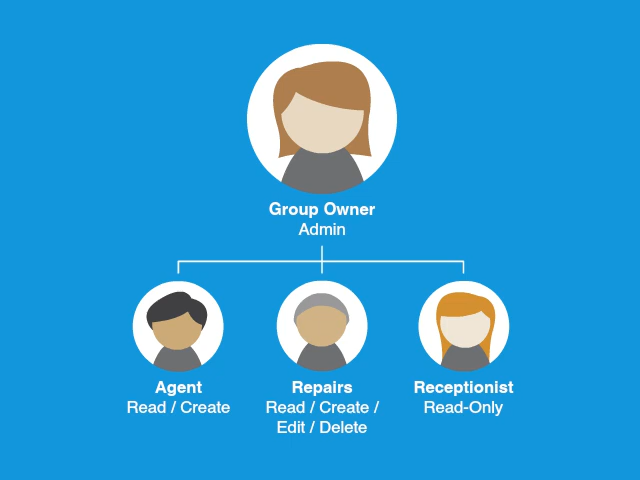 Group Owner
Admin
Agent
Read / Create
Repairs
Read / Create /
Edit / Delete
Receptionist
Read-Only